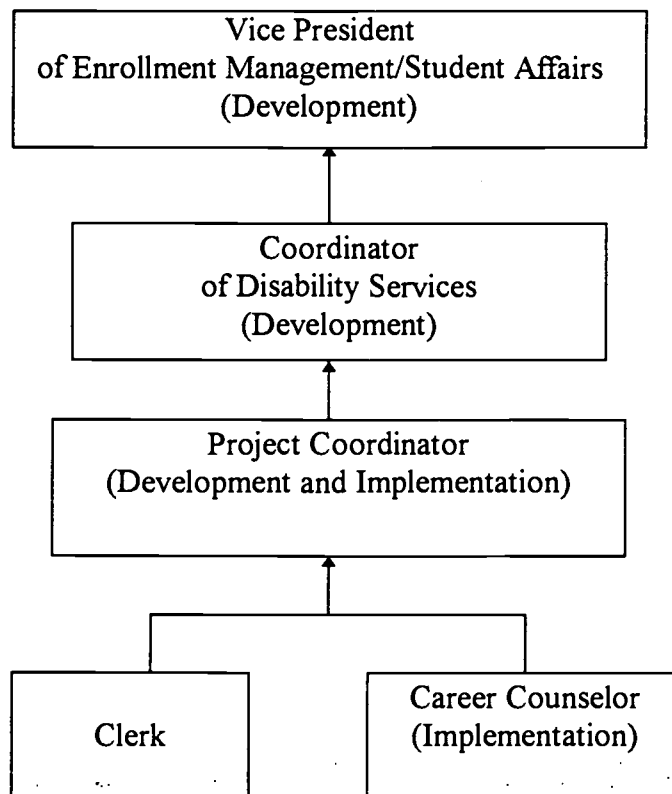 Vice President
of Enrollment Management/Student Affairs
(Development)
Coordinator
of Disability Services
(Development)
Project Coordinator
(Development and Implementation)
Clerk
Career Counselor
(Implementation)